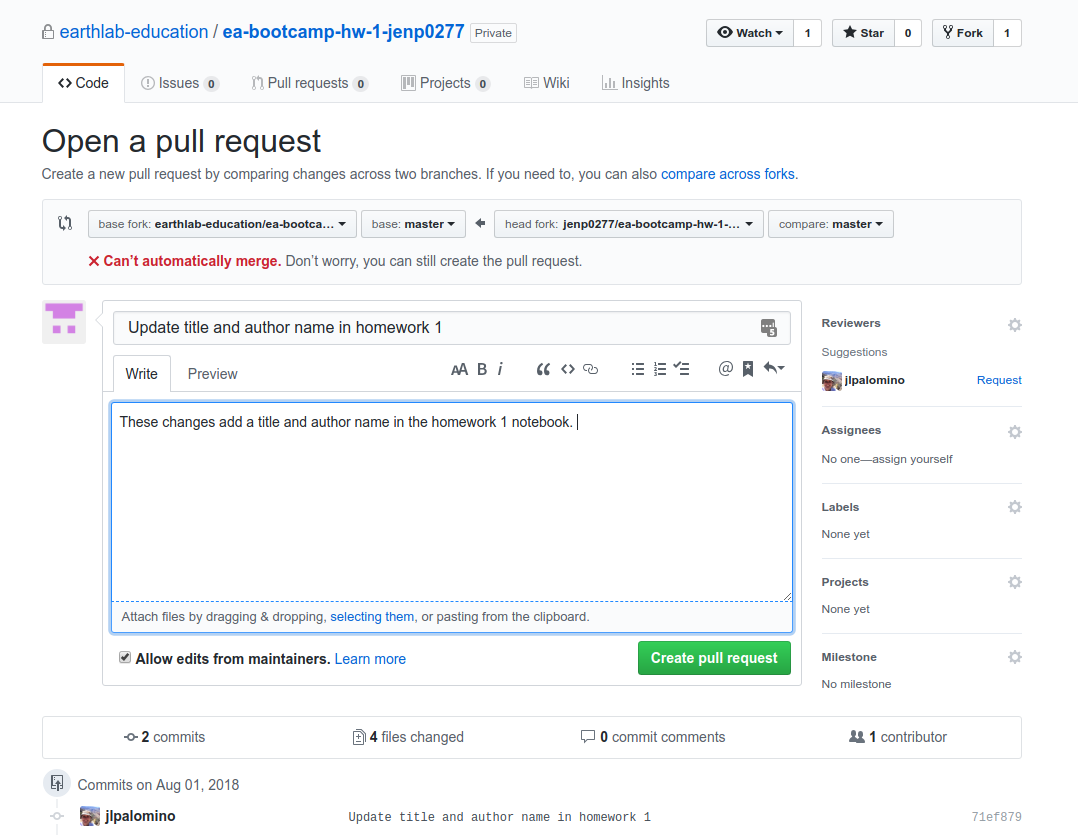 earthlab-education / ea-bootcamp-hw-1-jenp0277 Private Watch 1 Star 0 Fork 1
Code Issues 0 Pull requests 0 Projects 0 Wiki Insights
Open a pull request
Create a new pull request by comparing changes across two branches. If you need to, you can also compare across forks.
base fork: earthlab-education/ea-bootca... base: master head fork: jenp0277/ea-bootcamp-hw-1-... compare: master
Can’t automatically merge. Don’t worry, you can still create the pull request.
Update title and author name in homework 1 5
Write Preview AA B i
These changes add a title and author name in the homework 1 notebook.
Attach files by dragging & dropping, selecting them, or pasting from the clipboard.
Allow edits from maintainers. Learn more Create pull request
Reviewers
Suggestions
jlpalomino Request
Assignees
No one—assign yourself
Labels
None yet
Projects
None yet
Milestone
No milestone
2 commits 4 files changed 0 commit comments 1 contributor
Commits on Aug 01, 2018
jlpalomino Update title and author name in homework 1 71ef879